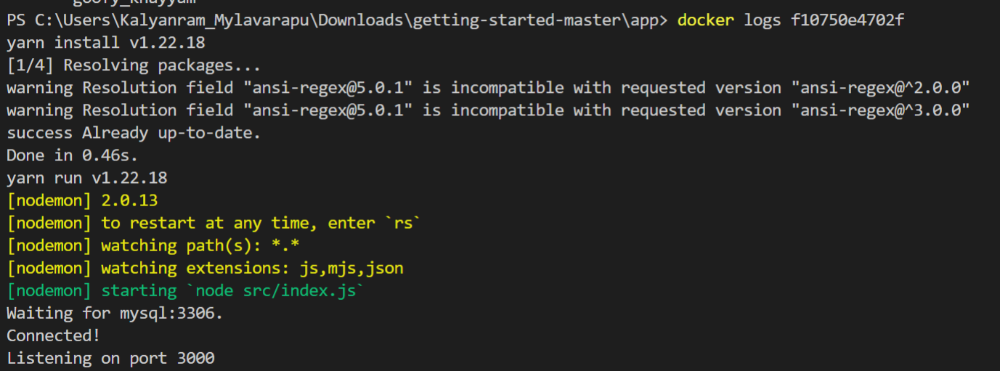 goofy_khayyam
PS C:\Users\Kalyanram_Mylavarapu\Downloads\getting-started-master\app> docker logs f10750e4702f
yarn install v1.22.18
[1/4] Resolving packages...
warning Resolution field "ansi-regex@5.0.1" is incompatible with requested version "ansi-regex@^2.0.0"
warning Resolution field "ansi-regex@5.0.1" is incompatible with requested version "ansi-regex@^3.0.0"
success Already up-to-date.
Done in 0.46s.
yarn run v1.22.18
[nodemon] 2.0.13
[nodemon] to restart at any time, enter `rs`
[nodemon] watching path(s): *.*
[nodemon] watching extensions: js,mjs,json
[nodemon] starting `node src/index.js`
Waiting for mysql:3306.
Connected!
Listening on port 3000